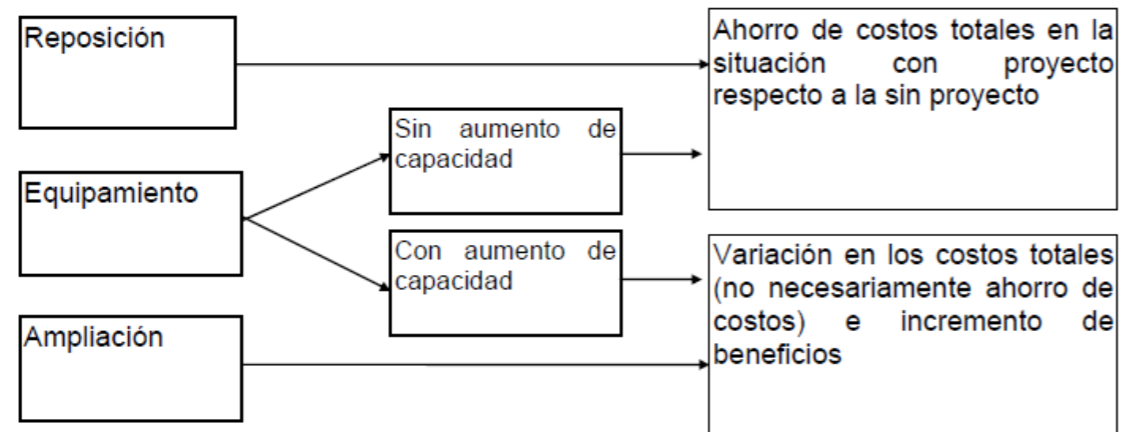 Reposición
Ahorro de costos totales en la
situación con proyecto
respecto a la sin proyecto
Sin aumento de
capacidad
Equipamiento
Con aumento de
capacidad
Variación en los costos totales
(no necesariamente ahorro de
costos) e incremento de
beneficios
Ampliación